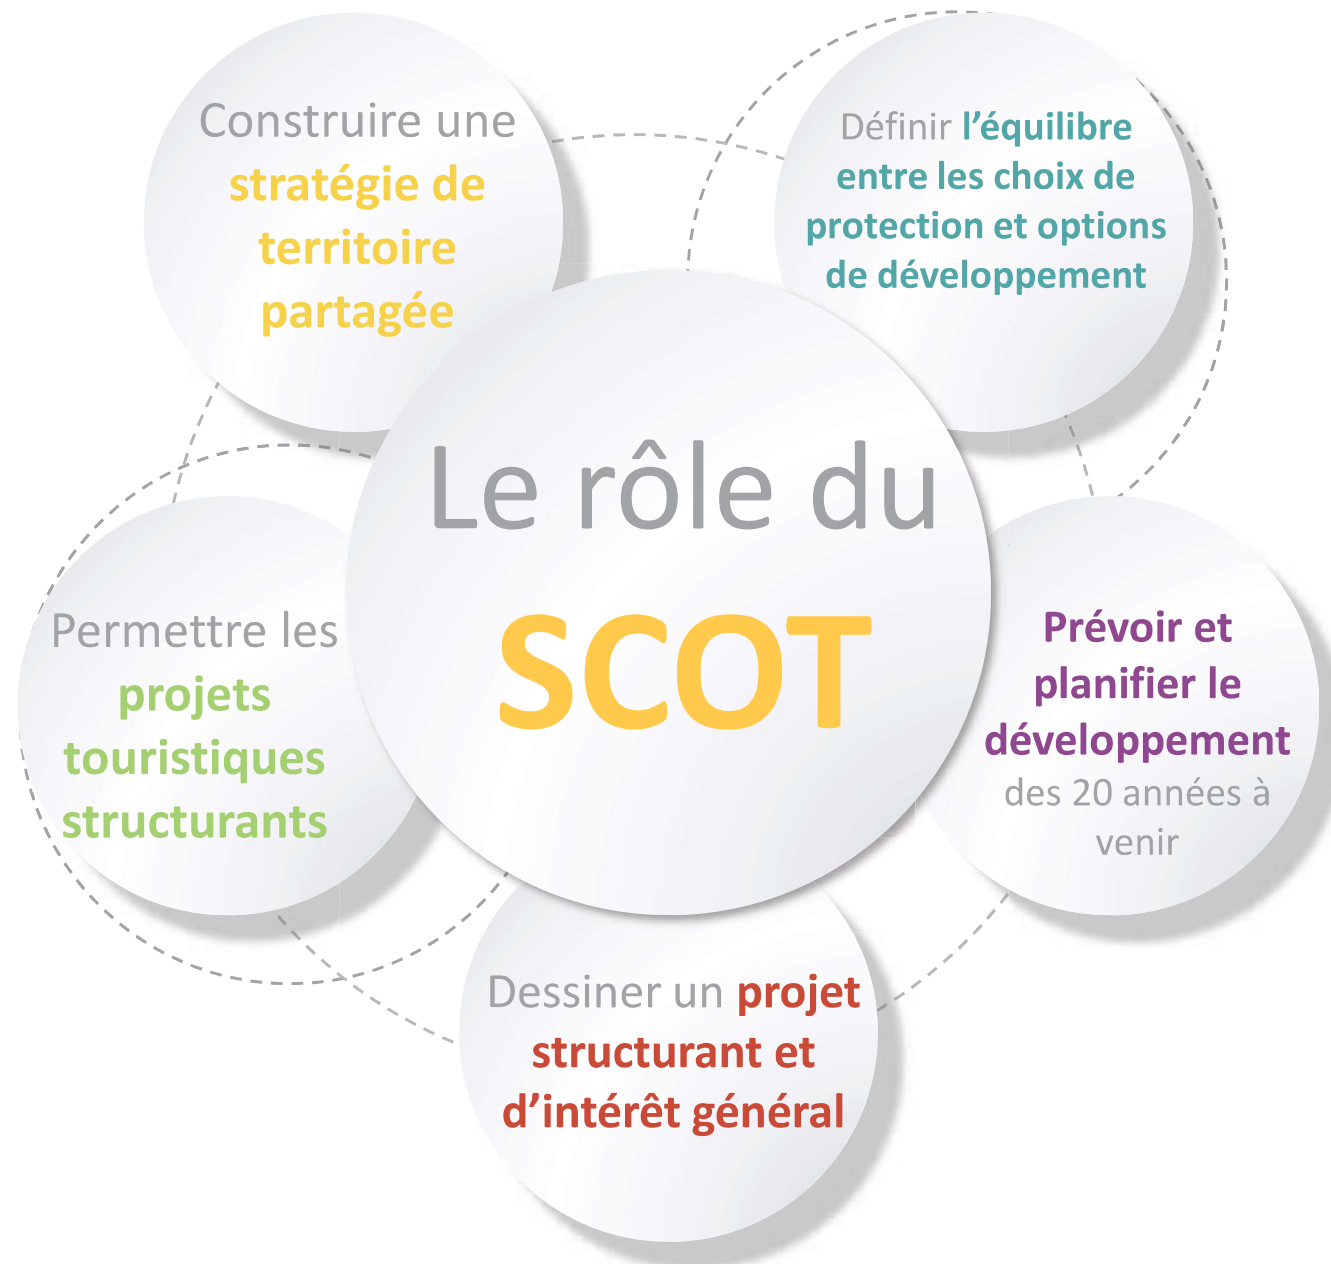 Construire une
stratégie de
territoire
partagée
Définir l’équilibre
entre les choix de
protection et options
de développement
Le rôle du
SCOT
Permettre les
projets
touristiques
structurants
Prévoir et
planifier le
développement
des 20 années à
venir
Dessiner un projet
structurant et
d’intérêt général